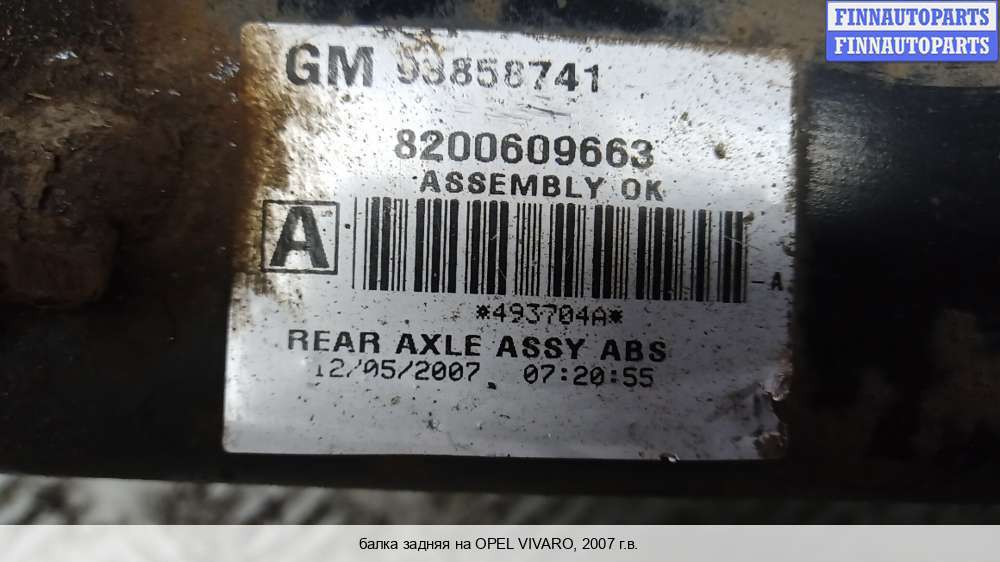 FINNAUTOPARTS
FINNAUTOPARTS
GM 93858741
8200609663
ASSEMBLY OK
A
-A
*493704A*
REAR AXLE ASSY ABS
12/05/2007 07:20:55
балка задняя на OPEL VIVARO, 2007 г.в.